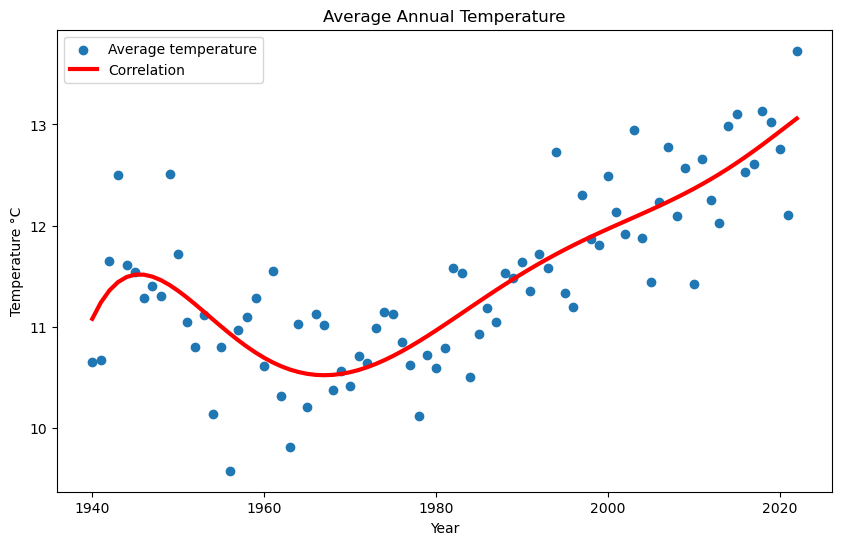 Average Annual Temperature
Average temperature
Correlation
Temperature °C
13
12
11
10
1940 1960 1980 2000 2020
Year